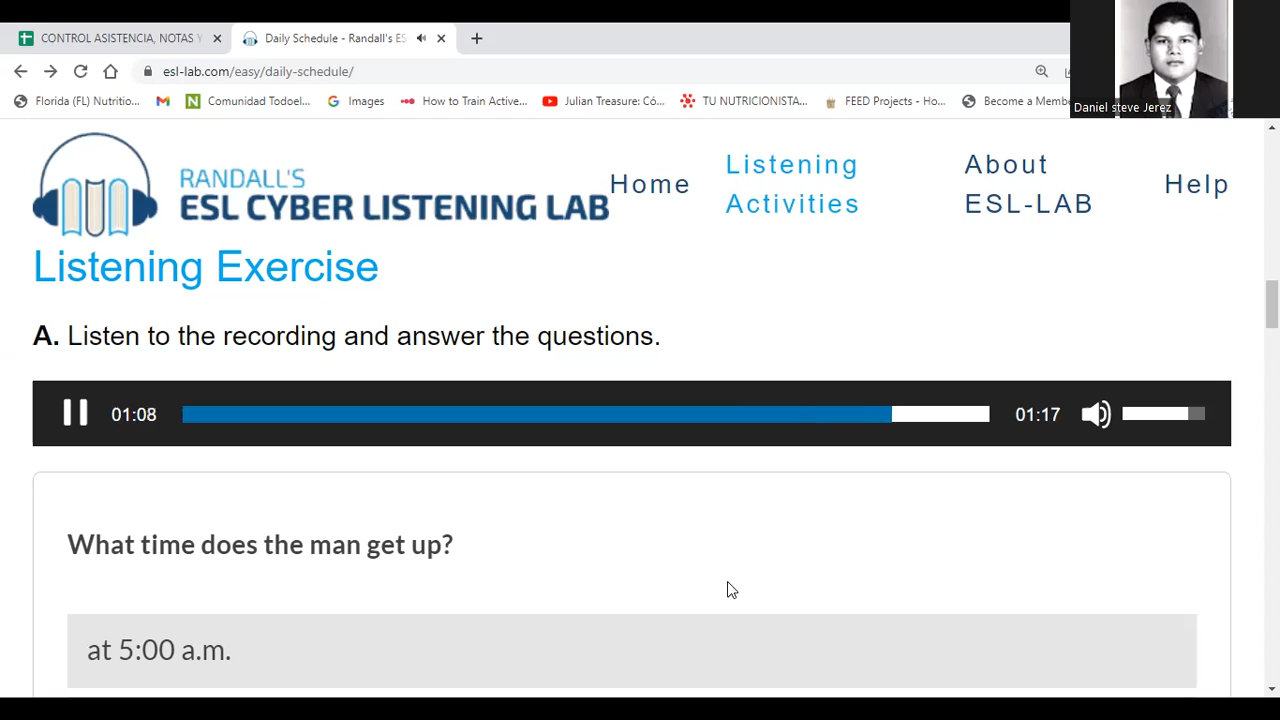 CONTROL ASISTENCIA, NOTAS Y
Daily Schedule - Randall's ES
esl-lab.com/easy/daily-schedule/
Florida (FL) Nutritio...
Comunidad Todoel...
Images
How to Train Active...
Julian Treasure: Có...
TU NUTRICIONISTA...
FEED Projects - Ho...
Become a Memb
Daniel steve Jerez
RANDALL'S
ESL CYBER LISTENING LAB
Home
Listening
Activities
About
ESL-LAB
Help
Listening Exercise
A. Listen to the recording and answer the questions.
01:08
01:17
What time does the man get up?
at 5:00 a.m.